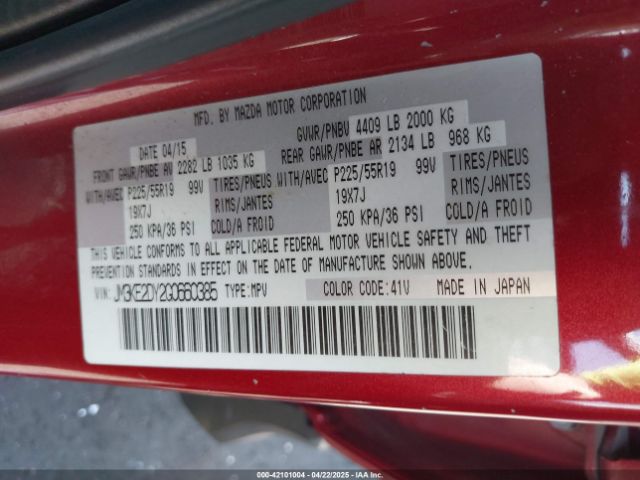 MFD. BY MAZDA MOTOR CORPORATION
DATE 04/15 GVWR/PNBV 4409 LB 2000 KG
FRONT GAWR/PNBE AV 2282 LB 1035 KG REAR GAWR/PNBE AR 2134 LB 968 KG
WITH/AVEC P225/55R19 99V TIRES/PNEUS WITH/AVEC P225/55R19 99V TIRES/PNEUS
19X7J RIMS/JANTES 19X7J RIMS/JANTES
250 KPA/36 PSI COLD/A FROID 250 KPA/36 PSI COLD/A FROID
THIS VEHICLE CONFORMS TO ALL APPLICABLE FEDERAL MOTOR VEHICLE SAFETY AND THEFT
PREVENTION STANDARDS IN EFFECT ON THE DATE OF MANUFACTURE SHOWN ABOVE.
VIN: JM3KE2DY2G0660385 TYPE:MPV COLOR CODE:41V MADE IN JAPAN
000-42101004 - 04/22/2025 - IAA Inc.